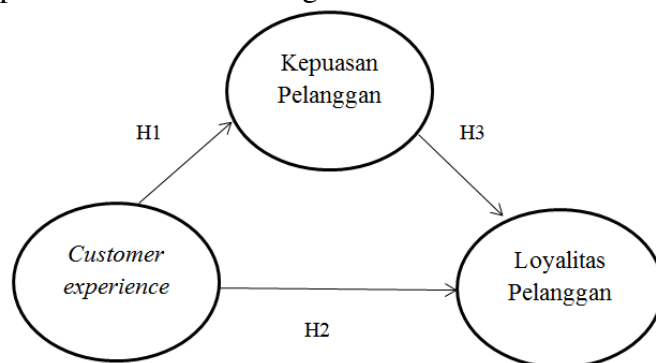 Kepuasan
Pelanggan
H1
H3
Customer
experience
Loyalitas
Pelanggan
H2